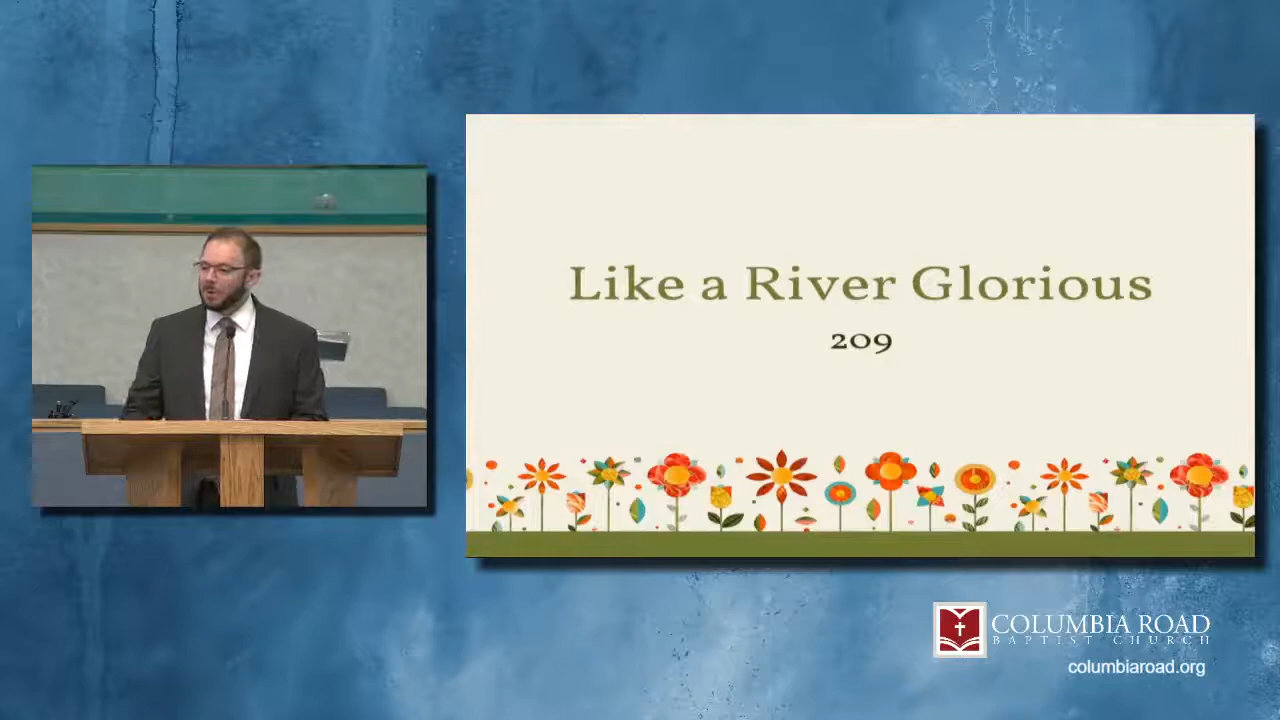 Like a River Glorious
209
COLUMBIA ROAD
BAPTIST CHURCH
columbiaroad.org